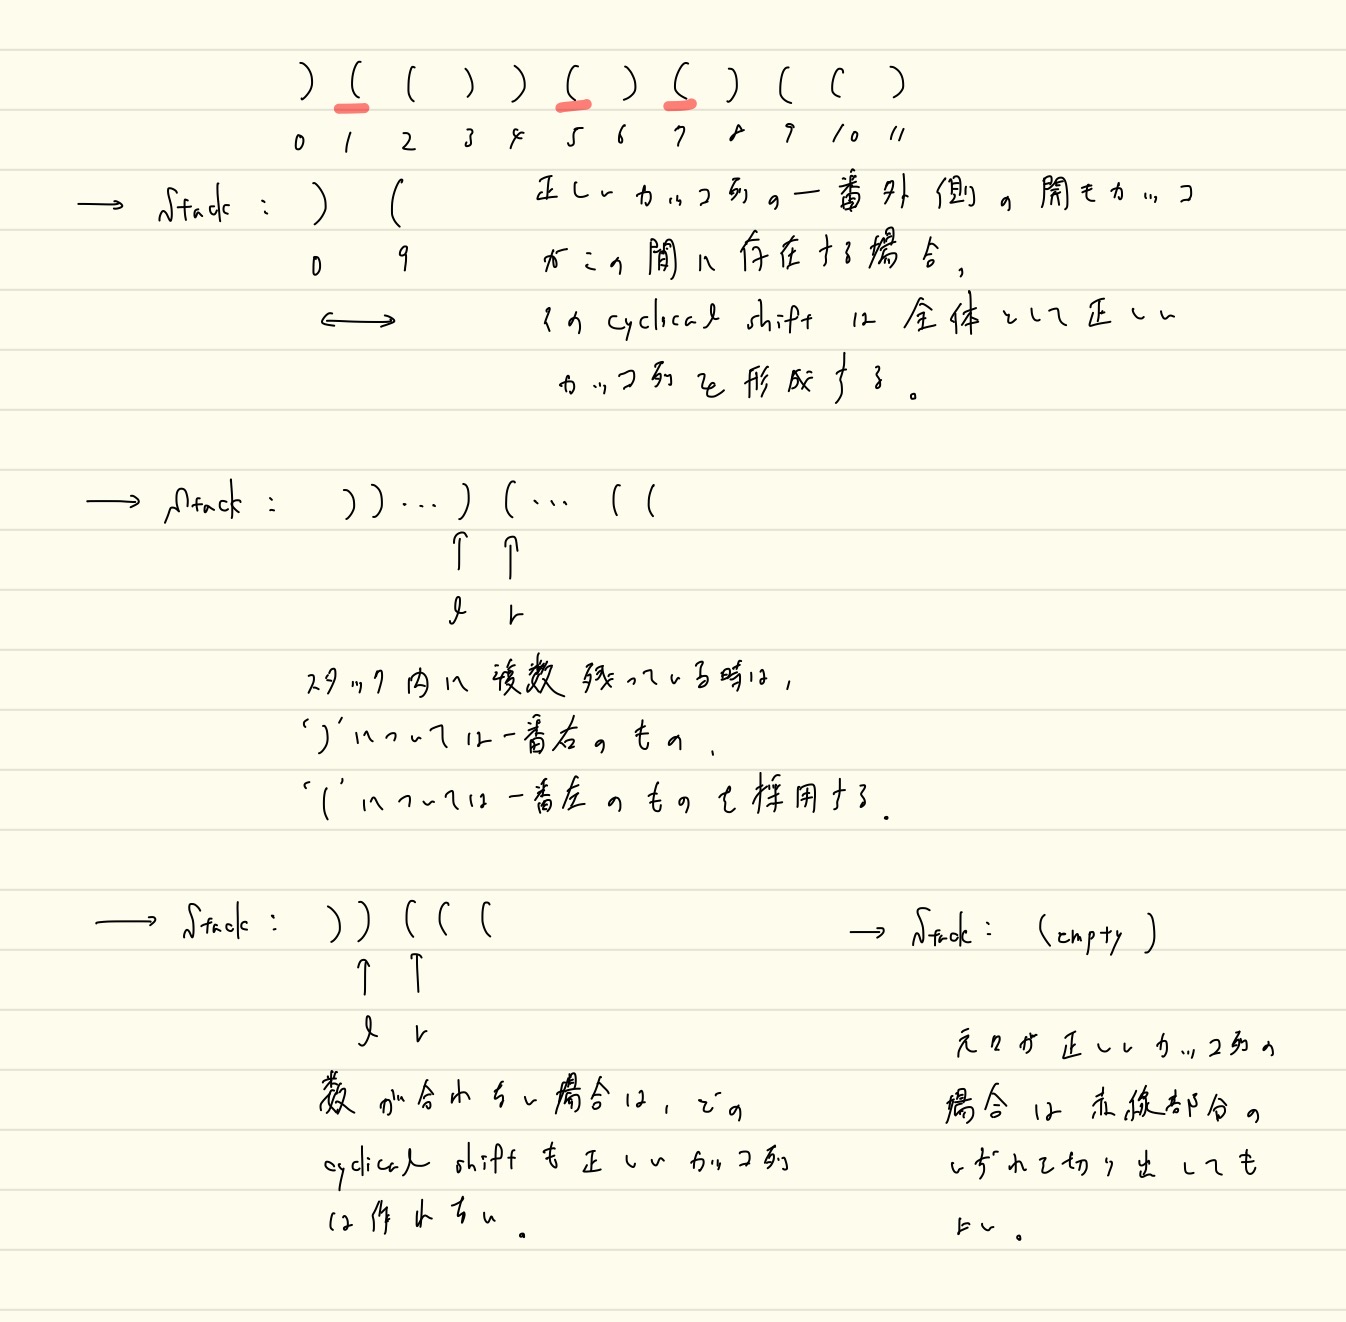 ) ( ( ) ) ( ) ( ) ( ( )
0 1 2 3 4 5 6 7 8 9 10 11
→ Stack : ) (
0 9
正しいカッコ列の一番外側の開きカッコ
がこの間に存在する場合,
その cyclical shift は全体として正しい
カッコ列を形成する。
→ Stack : ) ) ... ) ( ... ( (
↑ ↑
l r
スタック内に複数残っている時は,
')' については一番右のもの,
'(' については一番左のものを採用する.
→ Stack : ) ) ( ( (
↑ ↑
l r
数が合わない場合は, どの
cyclical shift も正しいカッコ列
は作れない。
→ Stack : (empty)
元々が正しいカッコ列の
場合は赤線部分の
いずれで切り出しても
よい。